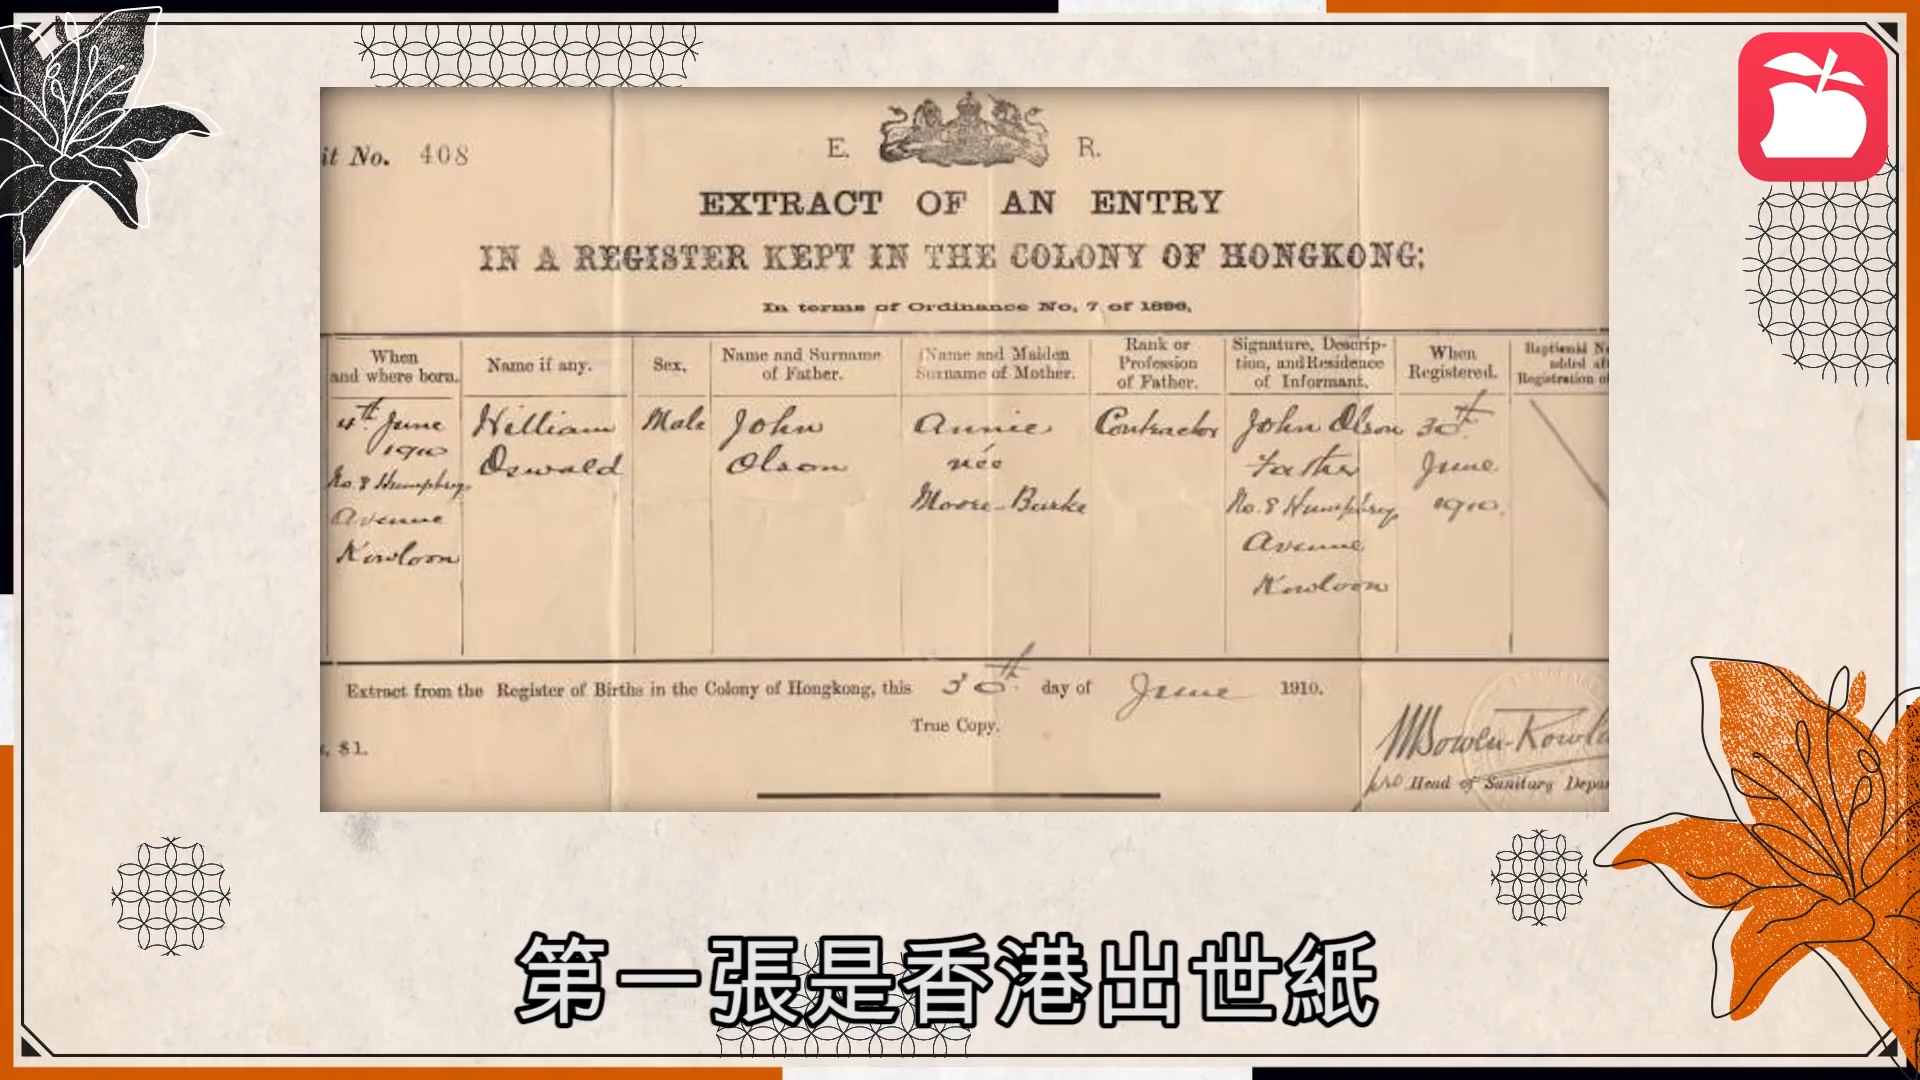 it No. 408
E. R.
EXTRACT OF AN ENTRY
IN A REGISTER KEPT IN THE COLONY OF HONGKONG:
In terms of Ordinance No. 7 of 1896,
When and where born.
Name if any.
Sex.
Name and Surname of Father.
Name and Maiden Surname of Mother.
Rank or Profession of Father.
Signature, Description, and Residence of Informant.
When Registered.
4th June 1910 No. 8 Humphreys Avenue Kowloon
William Oswald
Male
John Olson
Annie née Moore-Burke
Contractor
John Olson Father No. 8 Humphreys Avenue Kowloon
30th June 1910.
Extract from the Register of Births in the Colony of Hongkong, this 30th day of June 1910.
True Copy.
$1.
Head of Sanitary
第一張是香港出世紙